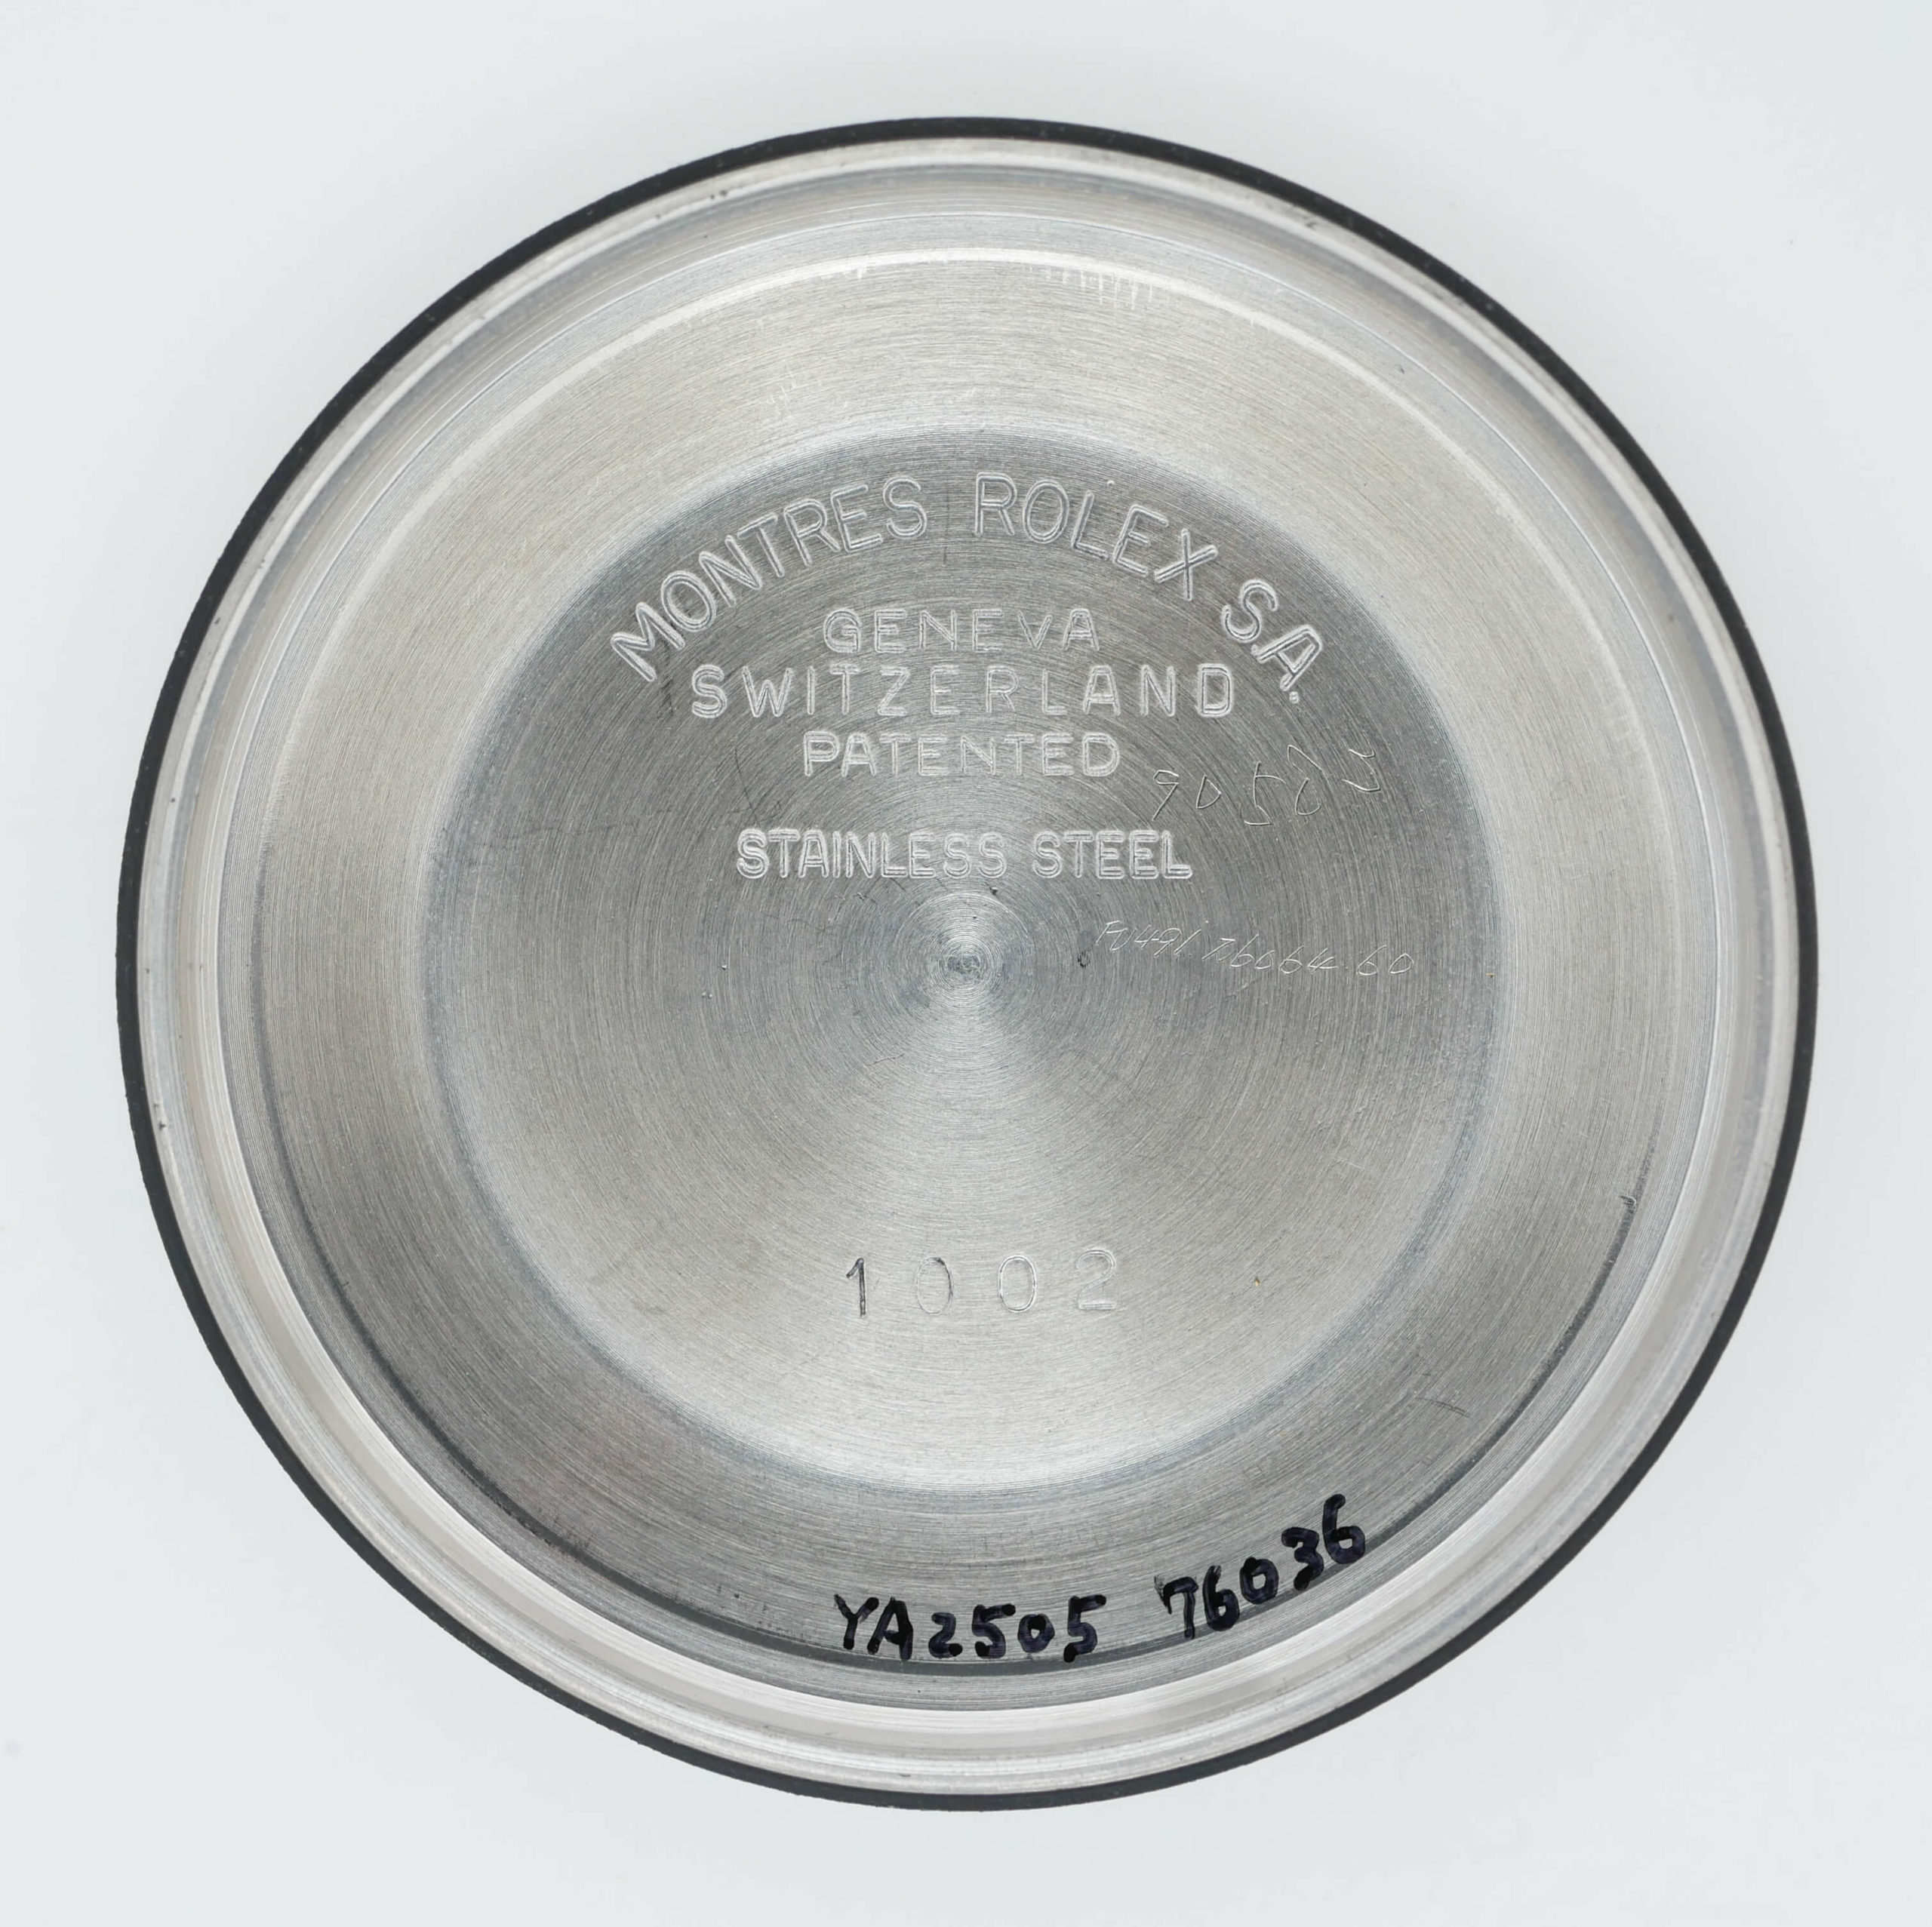 MONTRES ROLEX S.A.
GENEVA
SWITZERLAND
PATENTED
STAINLESS STEEL
1002
YA2505 76036